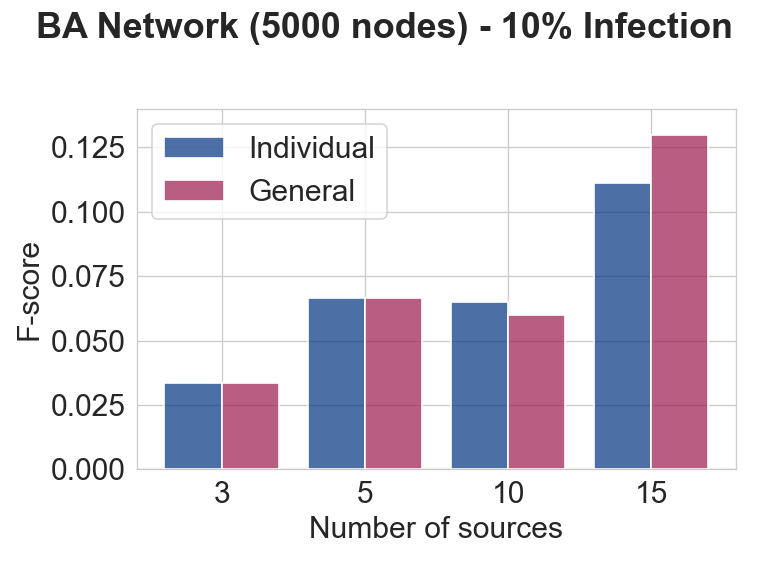 BA Network (5000 nodes) - 10% Infection
Individual
General
F-score
0.125
0.100
0.075
0.050
0.025
0.000
3 5 10 15
Number of sources